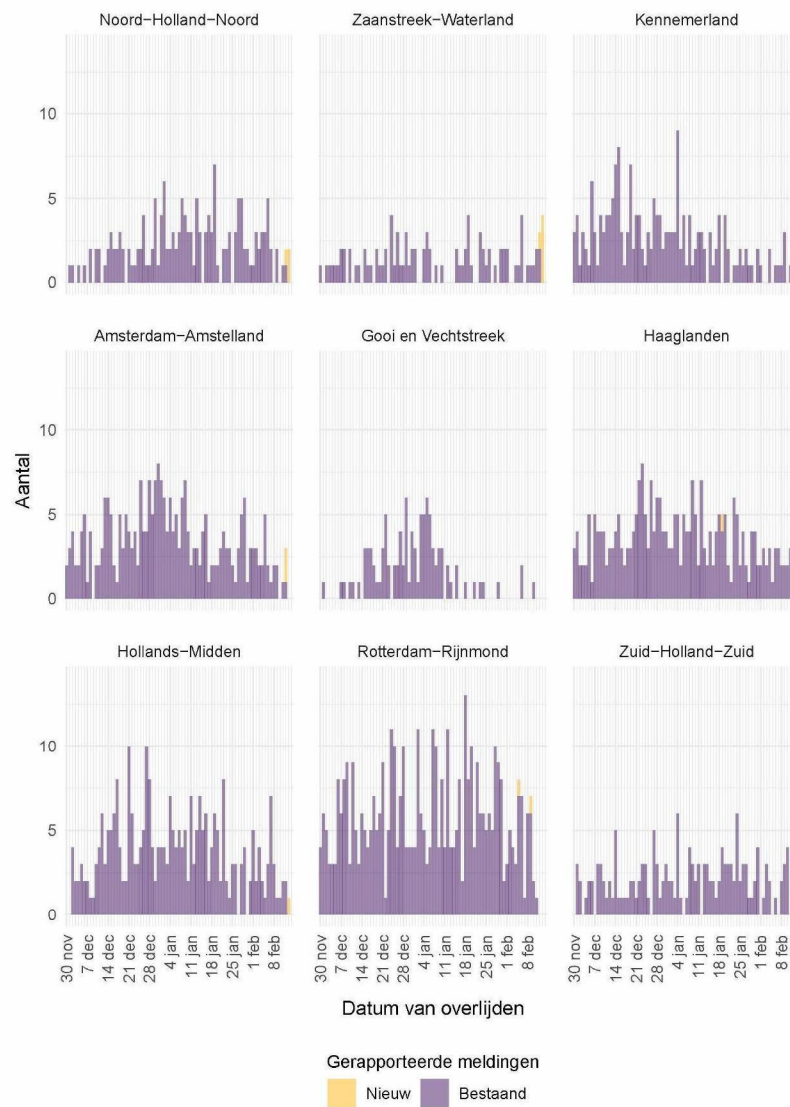 Noord-Holland-Noord Zaanstreek-Waterland Kennemerland
10
5
0
Amsterdam-Amstelland Gooi en Vechtstreek Haaglanden
10
5
0
Hollands-Midden Rotterdam-Rijnmond Zuid-Holland-Zuid
10
5
0
Aantal
30 nov 7 dec 14 dec 21 dec 28 dec 4 jan 11 jan 18 jan 25 jan 1 feb 8 feb 30 nov 7 dec 14 dec 21 dec 28 dec 4 jan 11 jan 18 jan 25 jan 1 feb 8 feb 30 nov 7 dec 14 dec 21 dec 28 dec 4 jan 11 jan 18 jan 25 jan 1 feb 8 feb
Datum van overlijden
Gerapporteerde meldingen
Nieuw Bestaand